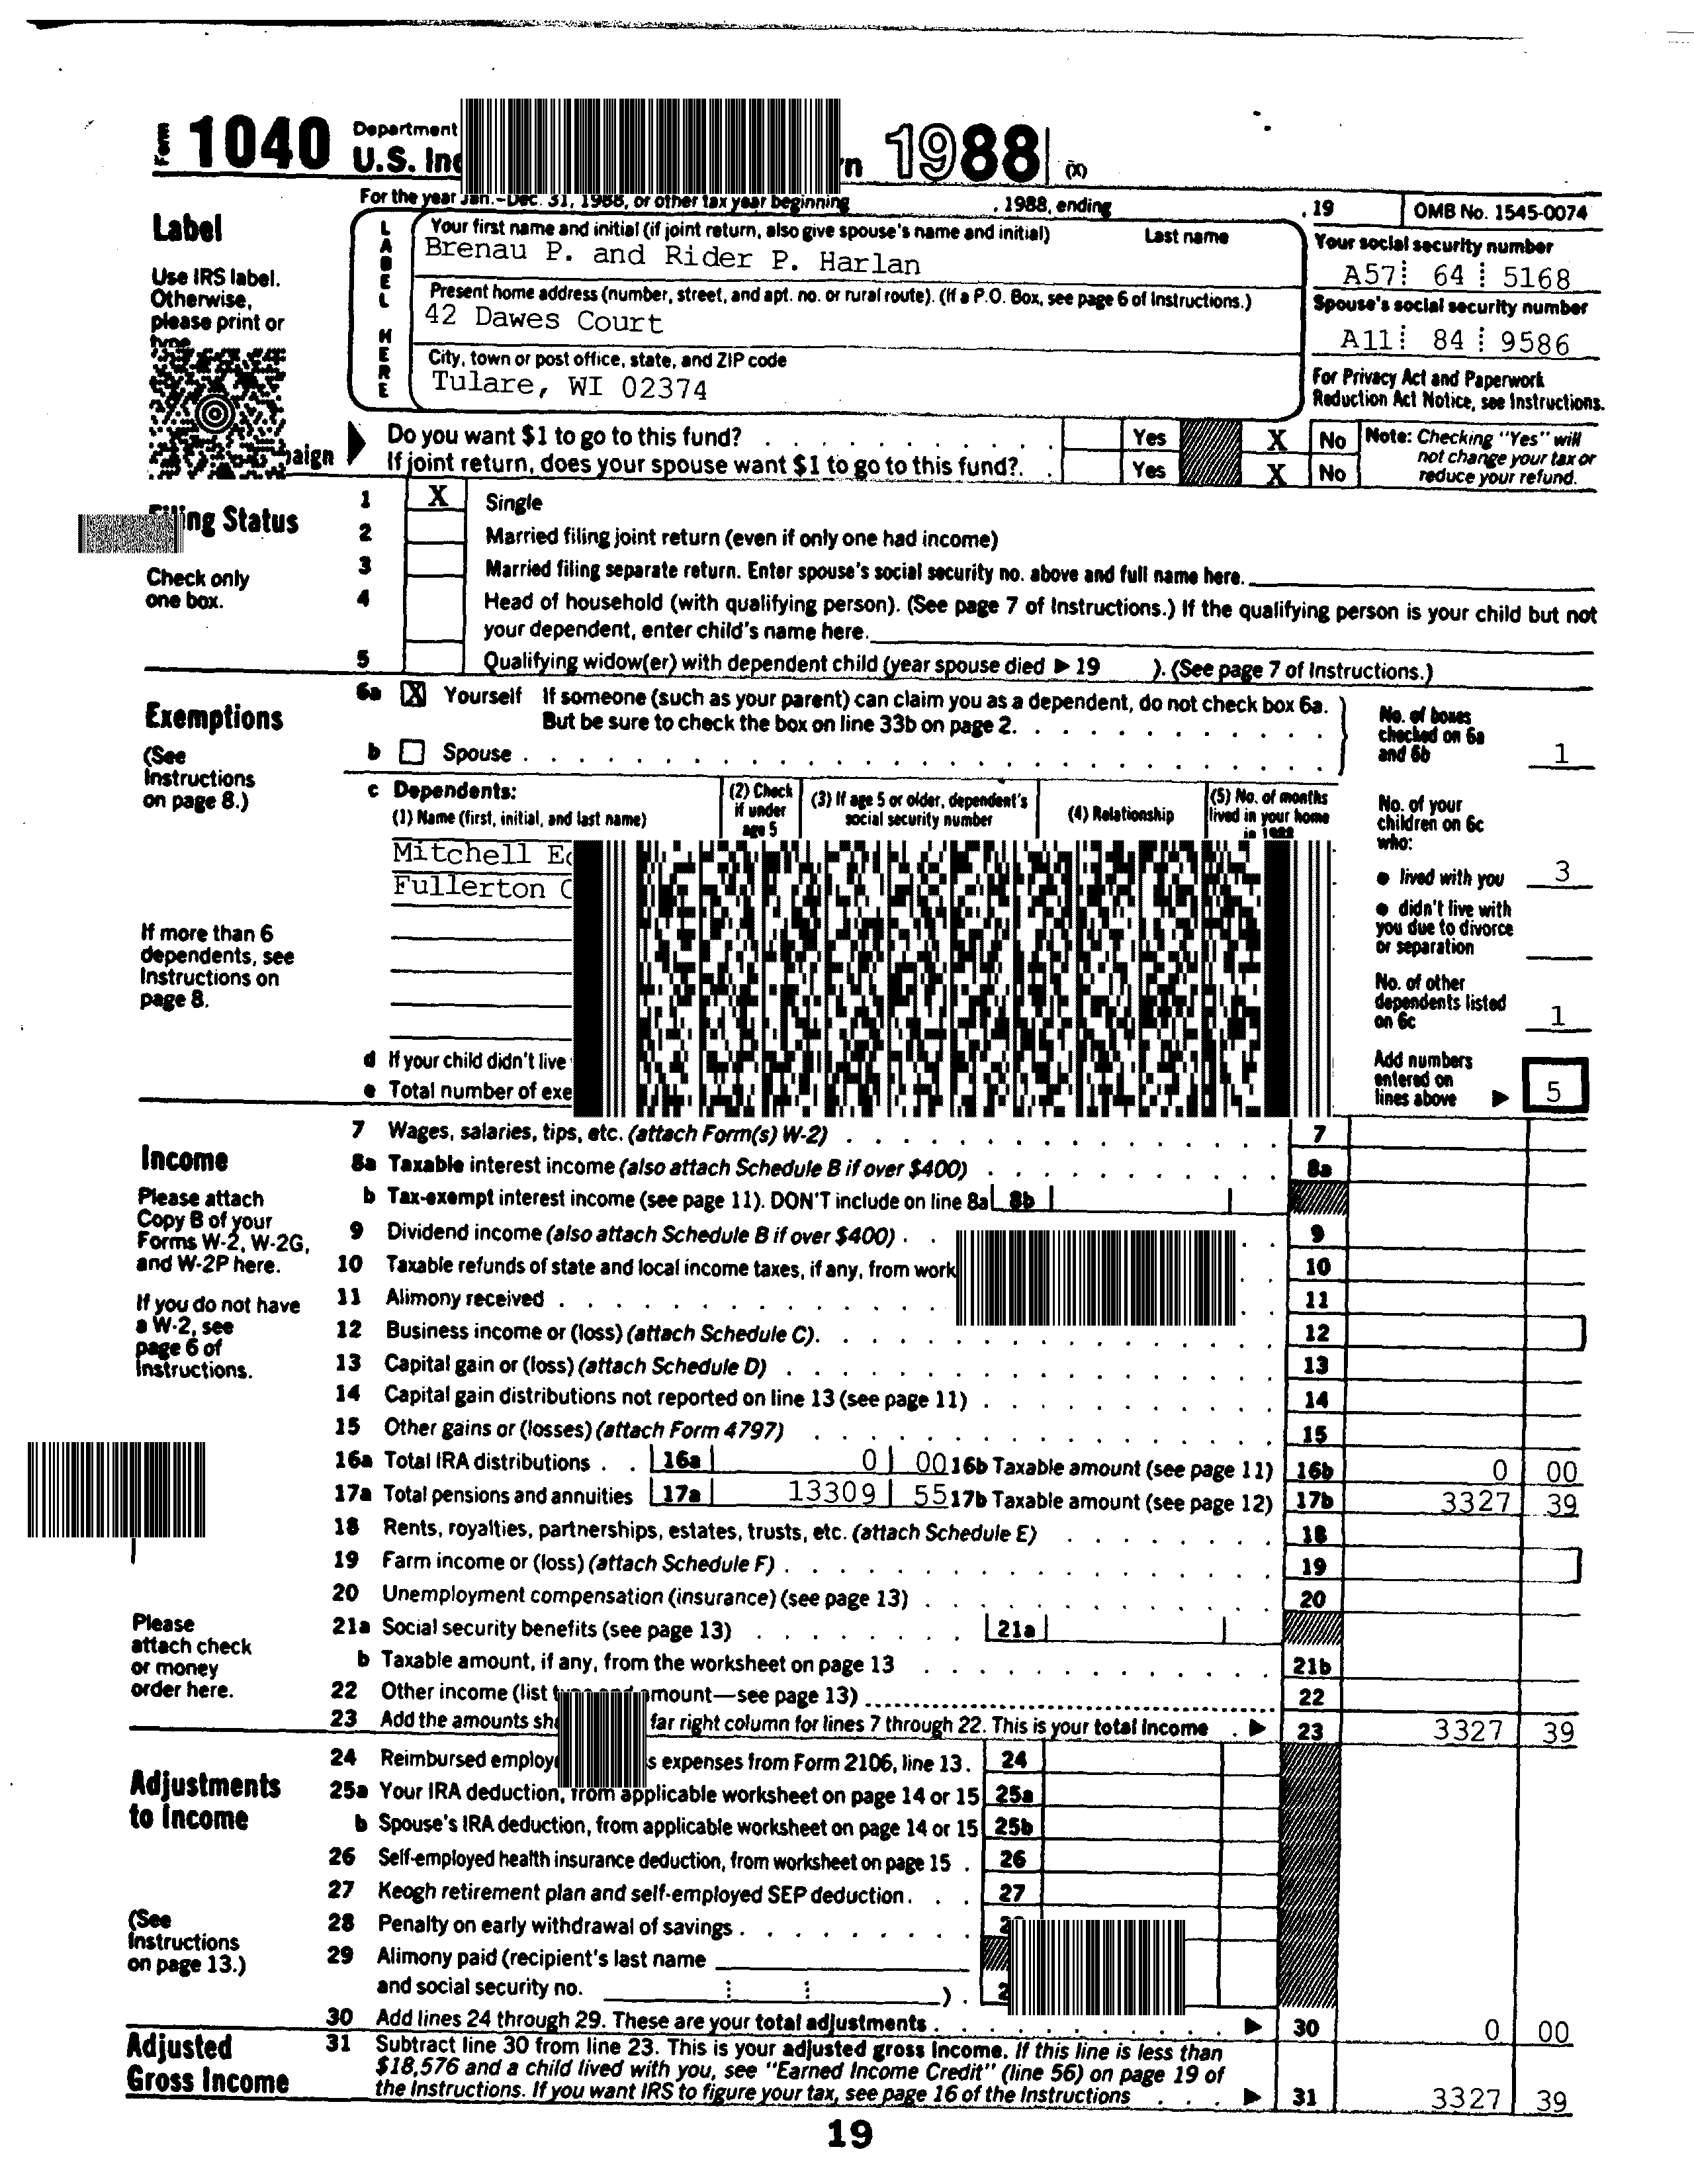 Form 1040 Department
U.S. 1988 (X)
For the year Jan.-Dec. 31, 1988, or other tax year beginning , 1988, ending , 19 OMB No. 1545-0074
Label
Use IRS label.
Otherwise,
please print or
type
LABEL HERE
Your first name and initial (if joint return, also give spouse's name and initial) Last name
Brenau P. and Rider P. Harlan
Present home address (number, street, and apt. no. or rural route). (If a P.O. Box, see page 6 of Instructions.)
42 Dawes Court
City, town or post office, state, and ZIP code
Tulare, WI 02374
Your social security number
A57 64 5168
Spouse's social security number
A11 84 9586
For Privacy Act and Paperwork
Reduction Act Notice, see Instructions.
Do you want $1 to go to this fund? Yes X No
If joint return, does your spouse want $1 to go to this fund? Yes X No
Note: Checking "Yes" will
not change your tax or
reduce your refund.
Filing Status
Check only
one box.
1 X Single
2 Married filing joint return (even if only one had income)
3 Married filing separate return. Enter spouse's social security no. above and full name here.
4 Head of household (with qualifying person). (See page 7 of Instructions.) If the qualifying person is your child but not
your dependent, enter child's name here.
5 Qualifying widow(er) with dependent child (year spouse died ▶ 19 ). (See page 7 of Instructions.)
Exemptions
(See
Instructions
on page 8.)
6a X Yourself If someone (such as your parent) can claim you as a dependent, do not check box 6a.
But be sure to check the box on line 33b on page 2.
b Spouse
No. of boxes
checked on 6a
and 6b 1
c Dependents:
(1) Name (first, initial, and last name)
(2) Check
if under
age 5
(3) If age 5 or older, dependent's
social security number
(4) Relationship
(5) No. of months
lived in your home
in 1988
Mitchell
Fullerton
If more than 6
dependents, see
Instructions on
page 8.
No. of your
children on 6c
who:
● lived with you 3
● didn't live with
you due to divorce
or separation
No. of other
dependents listed
on 6c 1
d If your child didn't live
e Total number of
Add numbers
entered on
lines above ▶ 5
Income
Please attach
Copy B of your
Forms W-2, W-2G,
and W-2P here.
If you do not have
a W-2, see
page 6 of
Instructions.
7 Wages, salaries, tips, etc. (attach Form(s) W-2) 7
8a Taxable interest income (also attach Schedule B if over $400) 8a
b Tax-exempt interest income (see page 11). DON'T include on line 8a 8b
9 Dividend income (also attach Schedule B if over $400) 9
10 Taxable refunds of state and local income taxes, if any, from 10
11 Alimony received 11
12 Business income or (loss) (attach Schedule C) 12
13 Capital gain or (loss) (attach Schedule D) 13
14 Capital gain distributions not reported on line 13 (see page 11) 14
15 Other gains or (losses) (attach Form 4797) 15
16a Total IRA distributions 16a 0 00 16b Taxable amount (see page 11) 16b 0 00
17a Total pensions and annuities 17a 13309 55 17b Taxable amount (see page 12) 17b 3327 39
18 Rents, royalties, partnerships, estates, trusts, etc. (attach Schedule E) 18
19 Farm income or (loss) (attach Schedule F) 19
20 Unemployment compensation (insurance) (see page 13) 20
21a Social security benefits (see page 13) 21a
b Taxable amount, if any, from the worksheet on page 13 21b
22 Other income (list amount—see page 13) 22
23 Add the amounts far right column for lines 7 through 22. This is your total income ▶ 23 3327 39
Please
attach check
or money
order here.
Adjustments
to Income
(See
Instructions
on page 13.)
24 Reimbursed expenses from Form 2106, line 13. 24
25a Your IRA deduction, from applicable worksheet on page 14 or 15 25a
b Spouse's IRA deduction, from applicable worksheet on page 14 or 15 25b
26 Self-employed health insurance deduction, from worksheet on page 15 26
27 Keogh retirement plan and self-employed SEP deduction 27
28 Penalty on early withdrawal of savings
29 Alimony paid (recipient's last name
and social security no. )
30 Add lines 24 through 29. These are your total adjustments ▶ 30 0 00
Adjusted
Gross Income
31 Subtract line 30 from line 23. This is your adjusted gross income. If this line is less than
$18,576 and a child lived with you, see "Earned Income Credit" (line 56) on page 19 of
the Instructions. If you want IRS to figure your tax, see page 16 of the Instructions ▶ 31 3327 39
19